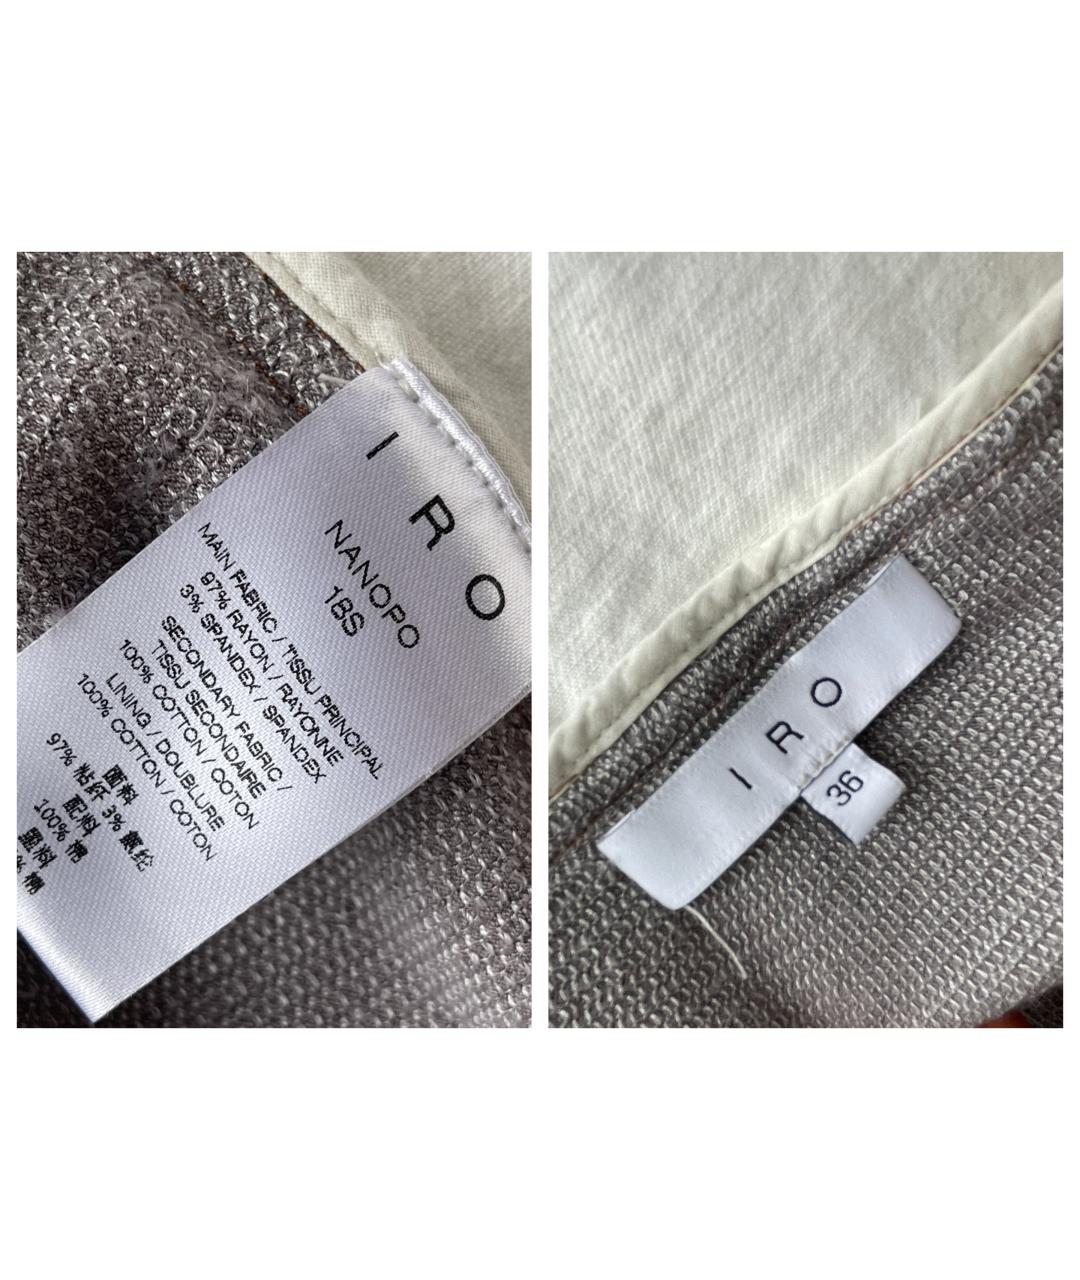 I R O
NANOPO
18S
MAIN FABRIC / TISSU PRINCIPAL
97% RAYON / RAYONNE
3% SPANDEX / SPANDEX
SECONDARY FABRIC /
TISSU SECONDAIRE
100% COTTON / COTON
LINING / DOUBLURE
100% COTTON / COTON
面料
97% 粘纤 3% 氨纶
配料
100% 棉
里料
% 棉
I R O
36